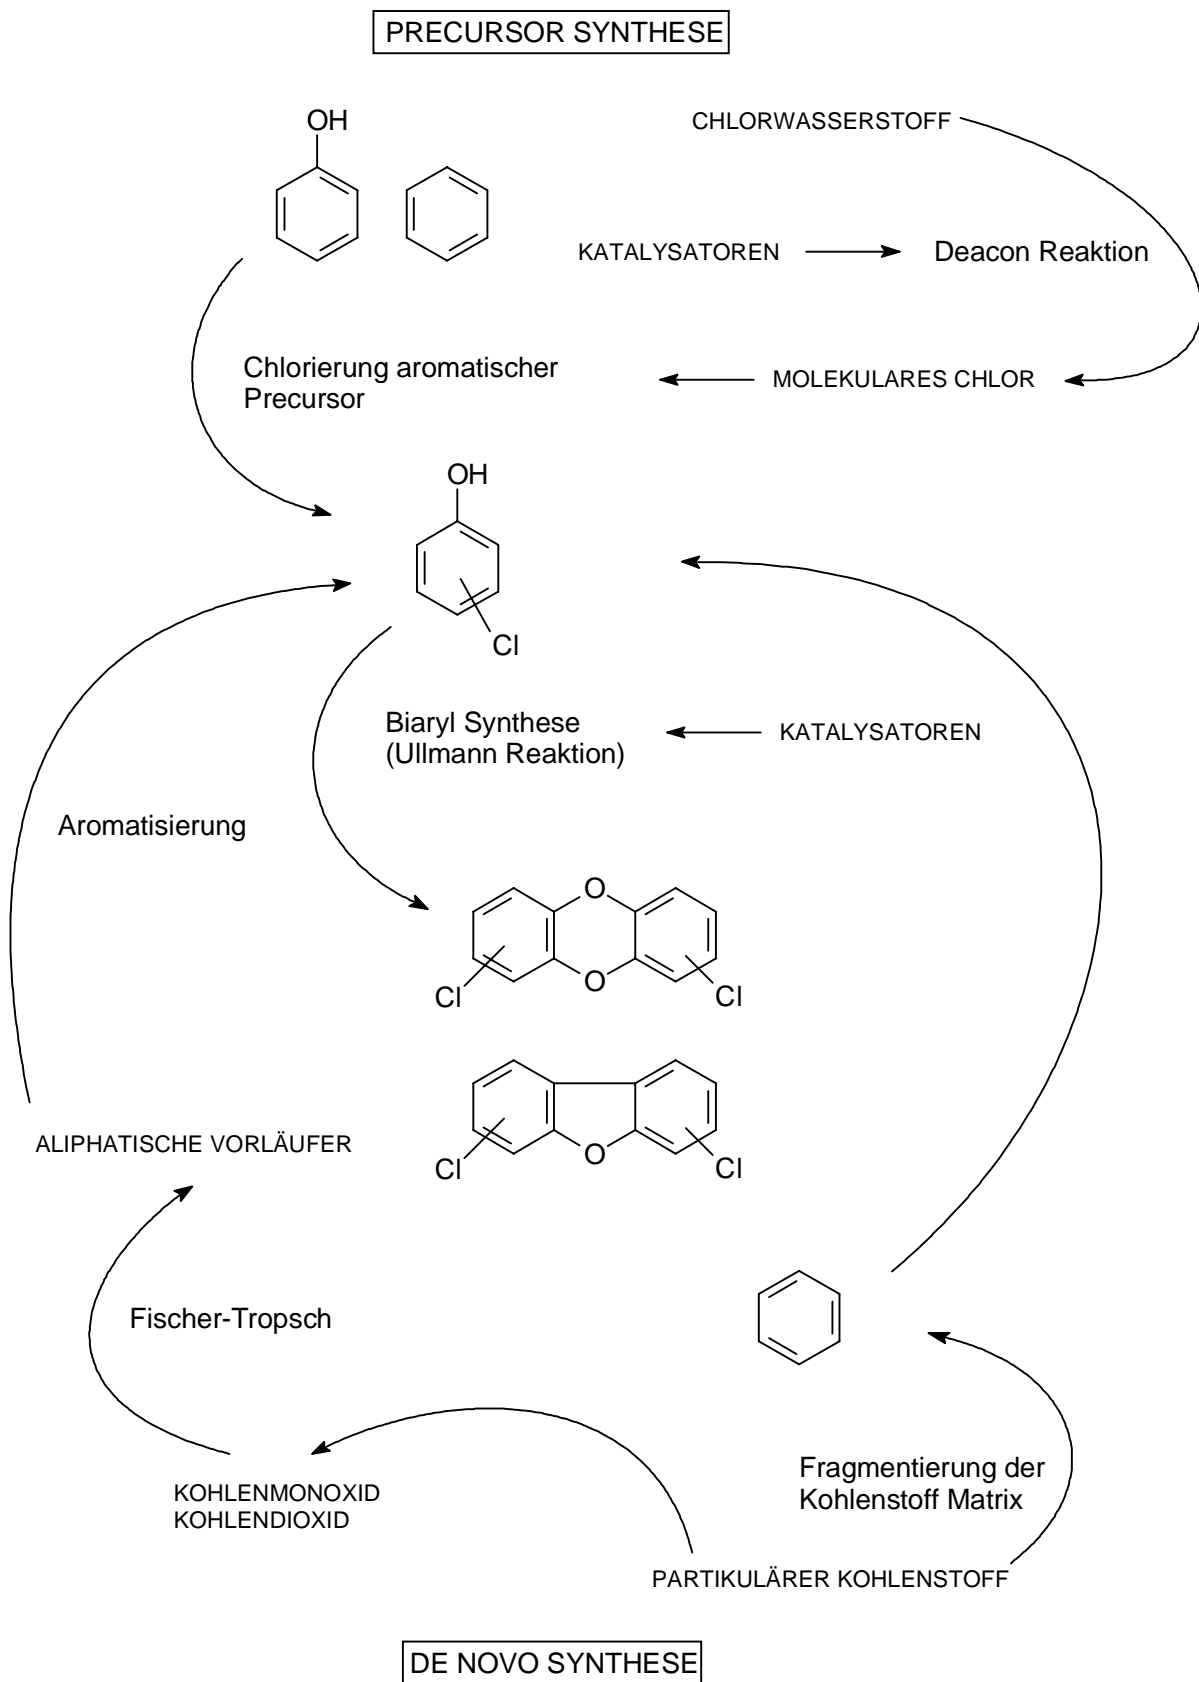 PRECURSOR SYNTHESE
OH
CHLORWASSERSTOFF
KATALYSATOREN
Deacon Reaktion
Chlorierung aromatischer
Precursor
MOLEKULARES CHLOR
OH
Cl
Biaryl Synthese
(Ullmann Reaktion)
KATALYSATOREN
Aromatisierung
O
O
Cl
Cl
O
Cl
Cl
ALIPHATISCHE VORLÄUFER
Fischer-Tropsch
Fragmentierung der
Kohlenstoff Matrix
KOHLENMONOXID
KOHLENDIOXID
PARTIKULÄRER KOHLENSTOFF
DE NOVO SYNTHESE